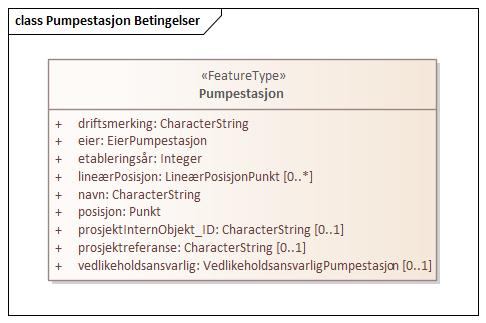 class Pumpestasjon Betingelser
«FeatureType»
Pumpestasjon
+ driftsmerking: CharacterString
+ eier: EierPumpestasjon
+ etableringsår: Integer
+ lineærPosisjon: LineærPosisjonPunkt [0..*]
+ navn: CharacterString
+ posisjon: Punkt
+ prosjektInternObjekt_ID: CharacterString [0..1]
+ prosjektreferanse: CharacterString [0..1]
+ vedlikeholdsansvarlig: VedlikeholdsansvarligPumpestasjon [0..1]